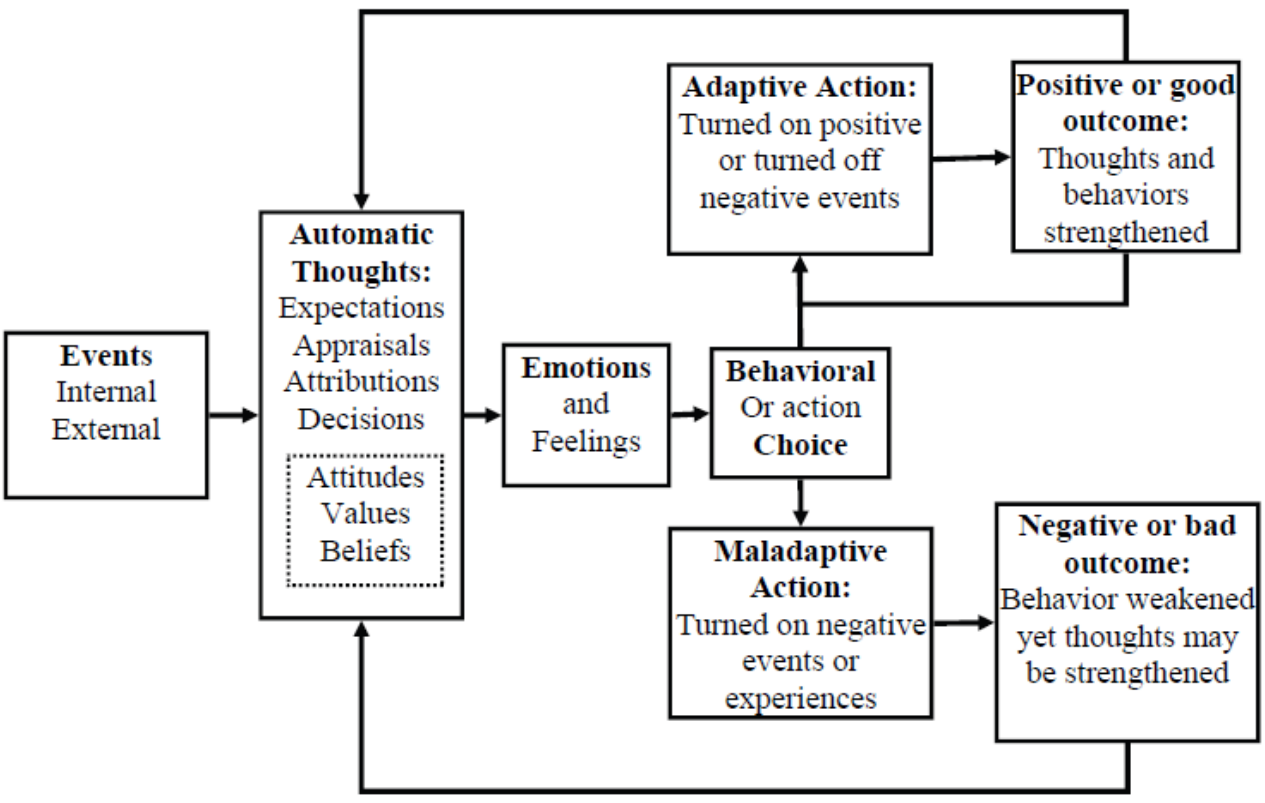 Events
Internal
External
Automatic
Thoughts:
Expectations
Appraisals
Attributions
Decisions
Attitudes
Values
Beliefs
Emotions
and
Feelings
Behavioral
Or action
Choice
Adaptive Action:
Turned on positive
or turned off
negative events
Positive or good
outcome:
Thoughts and
behaviors
strengthened
Maladaptive
Action:
Turned on negative
events or
experiences
Negative or bad
outcome:
Behavior weakened
yet thoughts may
be strengthened